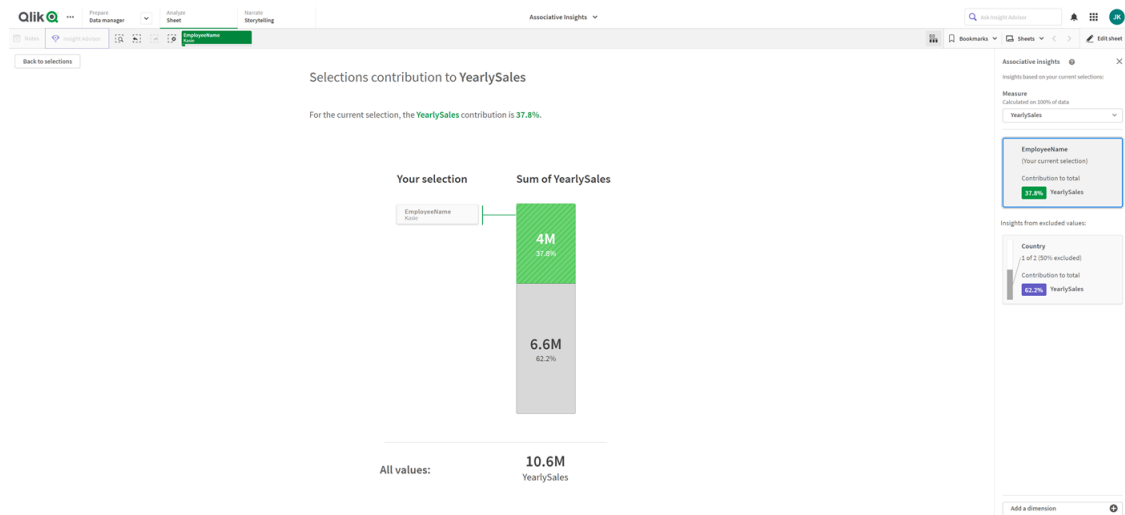 Qlik
Prepare
Data manager
Analyze
Sheet
Narrate
Storytelling
Associative Insights
Ask Insight Advisor
JK
Notes
Insight Advisor
EmployeeName
Kasie
Bookmarks
Sheets
Edit sheet
Back to selections
Selections contribution to YearlySales
For the current selection, the YearlySales contribution is 37.8%.
Your selection
Sum of YearlySales
EmployeeName
Kasie
4M
37.8%
6.6M
62.2%
All values:
10.6M
YearlySales
Associative insights
Insights based on your current selections:
Measure
Calculated on 100% of data
YearlySales
EmployeeName
(Your current selection)
Contribution to total
37.8% YearlySales
Insights from excluded values:
Country
1 of 2 (50% excluded)
Contribution to total
62.2% YearlySales
Add a dimension